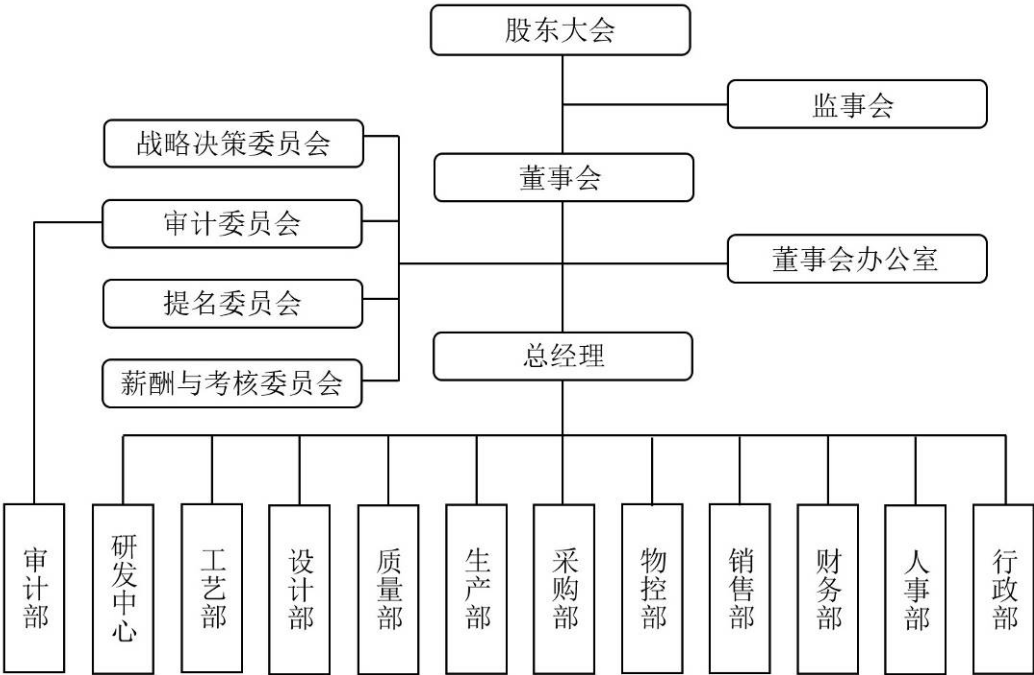 股东大会
监事会
战略决策委员会
董事会
审计委员会
董事会办公室
提名委员会
总经理
薪酬与考核委员会
审计部
研发中心
工艺部
设计部
质量部
生产部
采购部
物控部
销售部
财务部
人事部
行政部